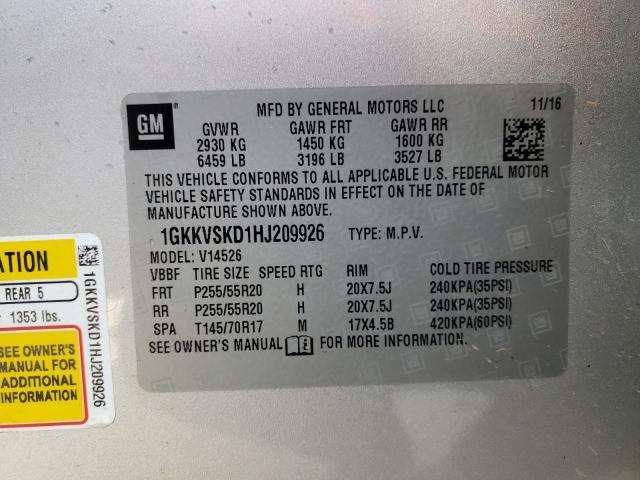 GM
MFD BY GENERAL MOTORS LLC 11/16
GVWR GAWR FRT GAWR RR
2930 KG 1450 KG 1600 KG
6459 LB 3196 LB 3527 LB
THIS VEHICLE CONFORMS TO ALL APPLICABLE U.S. FEDERAL MOTOR
VEHICLE SAFETY STANDARDS IN EFFECT ON THE DATE OF
MANUFACTURE SHOWN ABOVE.
1GKKVSKD1HJ209926 TYPE: M.P.V.
MODEL: V14526
VBBF TIRE SIZE SPEED RTG RIM COLD TIRE PRESSURE
FRT P255/55R20 H 20X7.5J 240KPA(35PSI)
RR P255/55R20 H 20X7.5J 240KPA(35PSI)
SPA T145/70R17 M 17X4.5B 420KPA(60PSI)
SEE OWNER'S MANUAL FOR MORE INFORMATION.
ATION
REAR 5
1353 lbs.
SEE OWNER'S
MANUAL FOR
ADDITIONAL
INFORMATION
1GKKVSKD1HJ209926